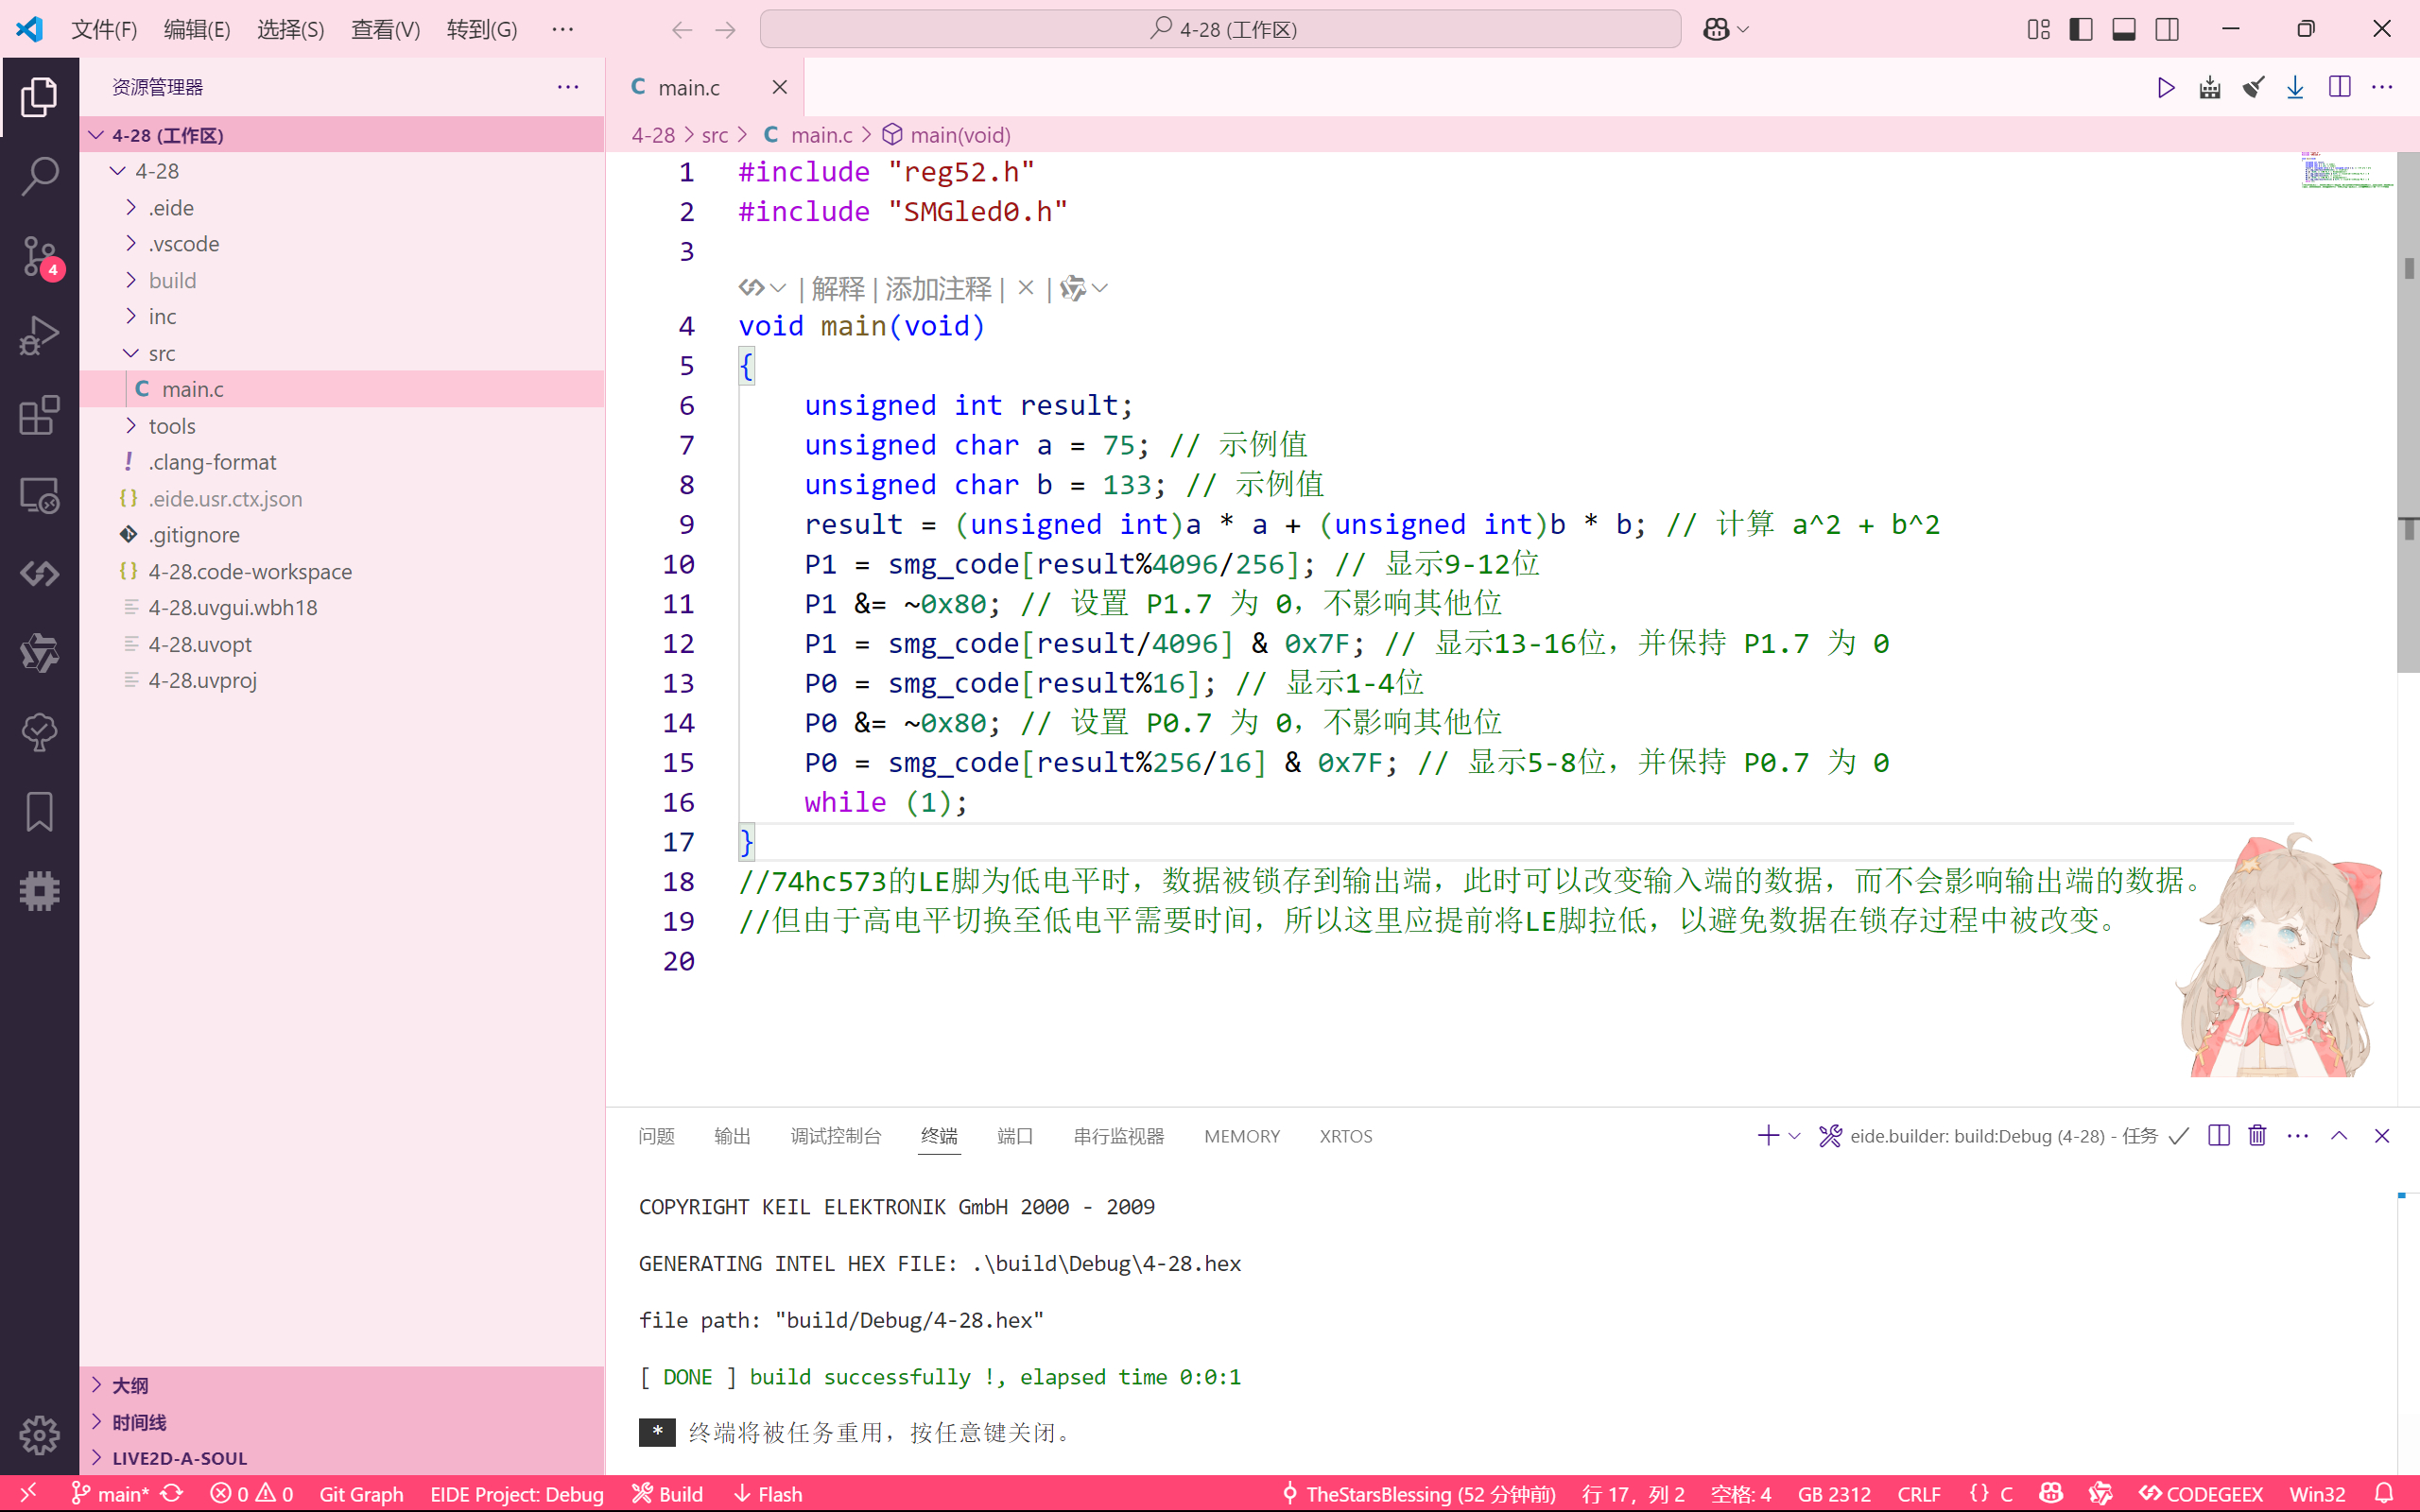 文件(F) 编辑(E) 选择(S) 查看(V) 转到(G) ··· 4-28 (工作区)
资源管理器 ···
4-28 (工作区)
4-28
.eide
.vscode
build
inc
src
C main.c
tools
! .clang-format
{} .eide.usr.ctx.json
.gitignore
{} 4-28.code-workspace
4-28.uvgui.wbh18
4-28.uvopt
4-28.uvproj
大纲
时间线
LIVE2D-A-SOUL
4
C main.c
4-28 > src > C main.c > main(void)
1 #include "reg52.h"
2 #include "SMGled0.h"
3
| 解释 | 添加注释 | × |
4 void main(void)
5 {
6 unsigned int result;
7 unsigned char a = 75; // 示例值
8 unsigned char b = 133; // 示例值
9 result = (unsigned int)a * a + (unsigned int)b * b; // 计算 a^2 + b^2
10 P1 = smg_code[result%4096/256]; // 显示9-12位
11 P1 &= ~0x80; // 设置 P1.7 为 0，不影响其他位
12 P1 = smg_code[result/4096] & 0x7F; // 显示13-16位，并保持 P1.7 为 0
13 P0 = smg_code[result%16]; // 显示1-4位
14 P0 &= ~0x80; // 设置 P0.7 为 0，不影响其他位
15 P0 = smg_code[result%256/16] & 0x7F; // 显示5-8位，并保持 P0.7 为 0
16 while (1);
17 }
18 //74hc573的LE脚为低电平时，数据被锁存到输出端，此时可以改变输入端的数据，而不会影响输出端的数据。
19 //但由于高电平切换至低电平需要时间，所以这里应提前将LE脚拉低，以避免数据在锁存过程中被改变。
20
问题 输出 调试控制台 终端 端口 串行监视器 MEMORY XRTOS eide.builder: build:Debug (4-28) - 任务
COPYRIGHT KEIL ELEKTRONIK GmbH 2000 - 2009
GENERATING INTEL HEX FILE: .\build\Debug\4-28.hex
file path: "build/Debug/4-28.hex"
[ DONE ] build successfully !, elapsed time 0:0:1
* 终端将被任务重用，按任意键关闭。
main* 0 0 Git Graph EIDE Project: Debug Build Flash TheStarsBlessing (52 分钟前) 行 17，列 2 空格: 4 GB 2312 CRLF {} C CODEGEEX Win32